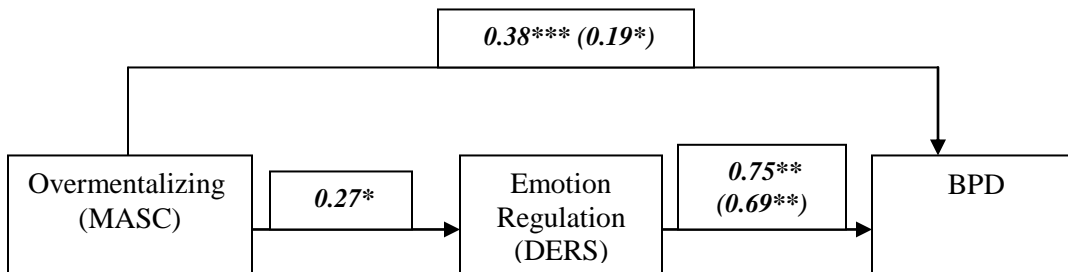 0.38*** (0.19*)
Overmentalizing
(MASC)
0.27*
Emotion
Regulation
(DERS)
0.75**
(0.69**)
BPD